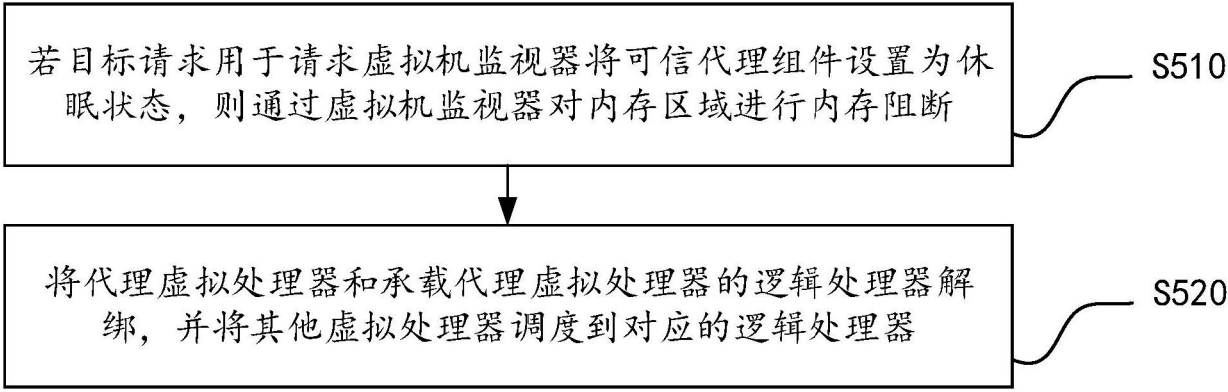 若目标请求用于请求虚拟机监视器将可信代理组件设置为休
眠状态，则通过虚拟机监视器对内存区域进行内存阻断
S510
将代理虚拟处理器和承载代理虚拟处理器的逻辑处理器解
绑，并将其他虚拟处理器调度到对应的逻辑处理器
S520